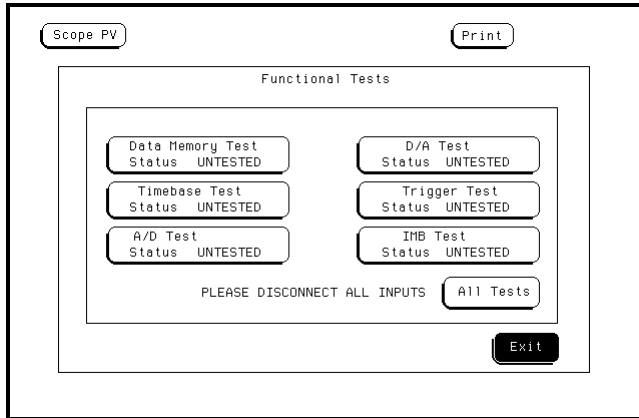 Scope PV
Print
Functional Tests
Data Memory Test
Status UNTESTED
D/A Test
Status UNTESTED
Timebase Test
Status UNTESTED
Trigger Test
Status UNTESTED
A/D Test
Status UNTESTED
IMB Test
Status UNTESTED
PLEASE DISCONNECT ALL INPUTS
All Tests
Exit